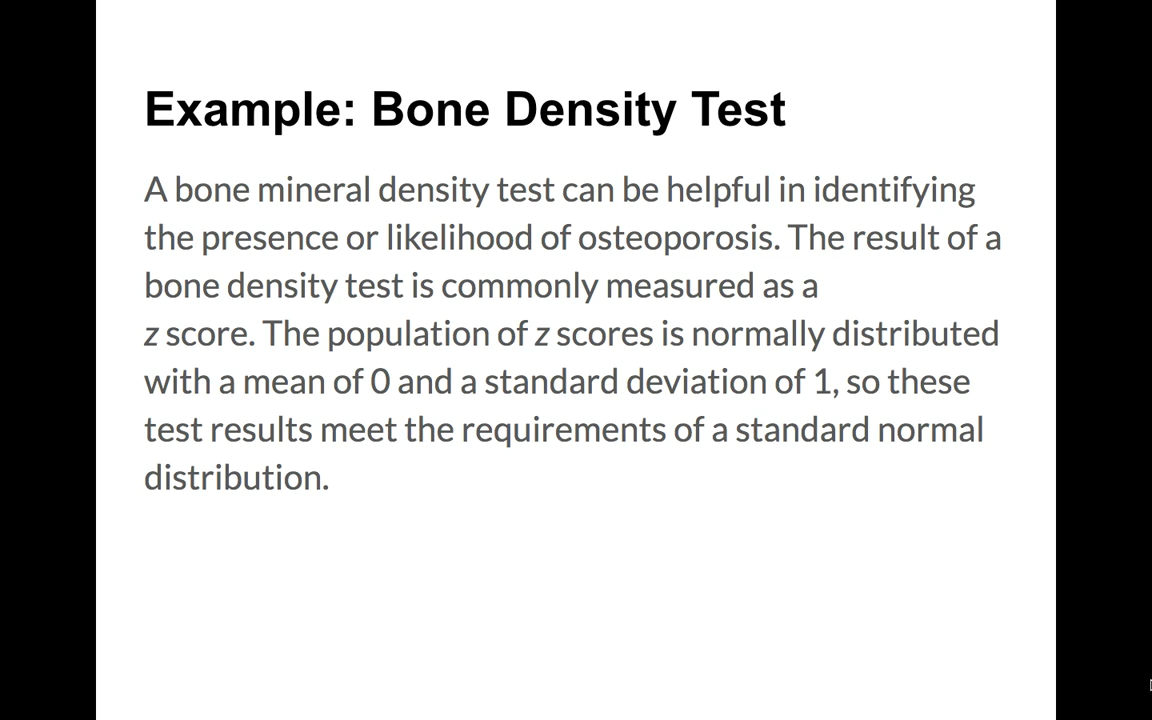 Example: Bone Density Test
A bone mineral density test can be helpful in identifying
the presence or likelihood of osteoporosis. The result of a
bone density test is commonly measured as a
z score. The population of z scores is normally distributed
with a mean of 0 and a standard deviation of 1, so these
test results meet the requirements of a standard normal
distribution.